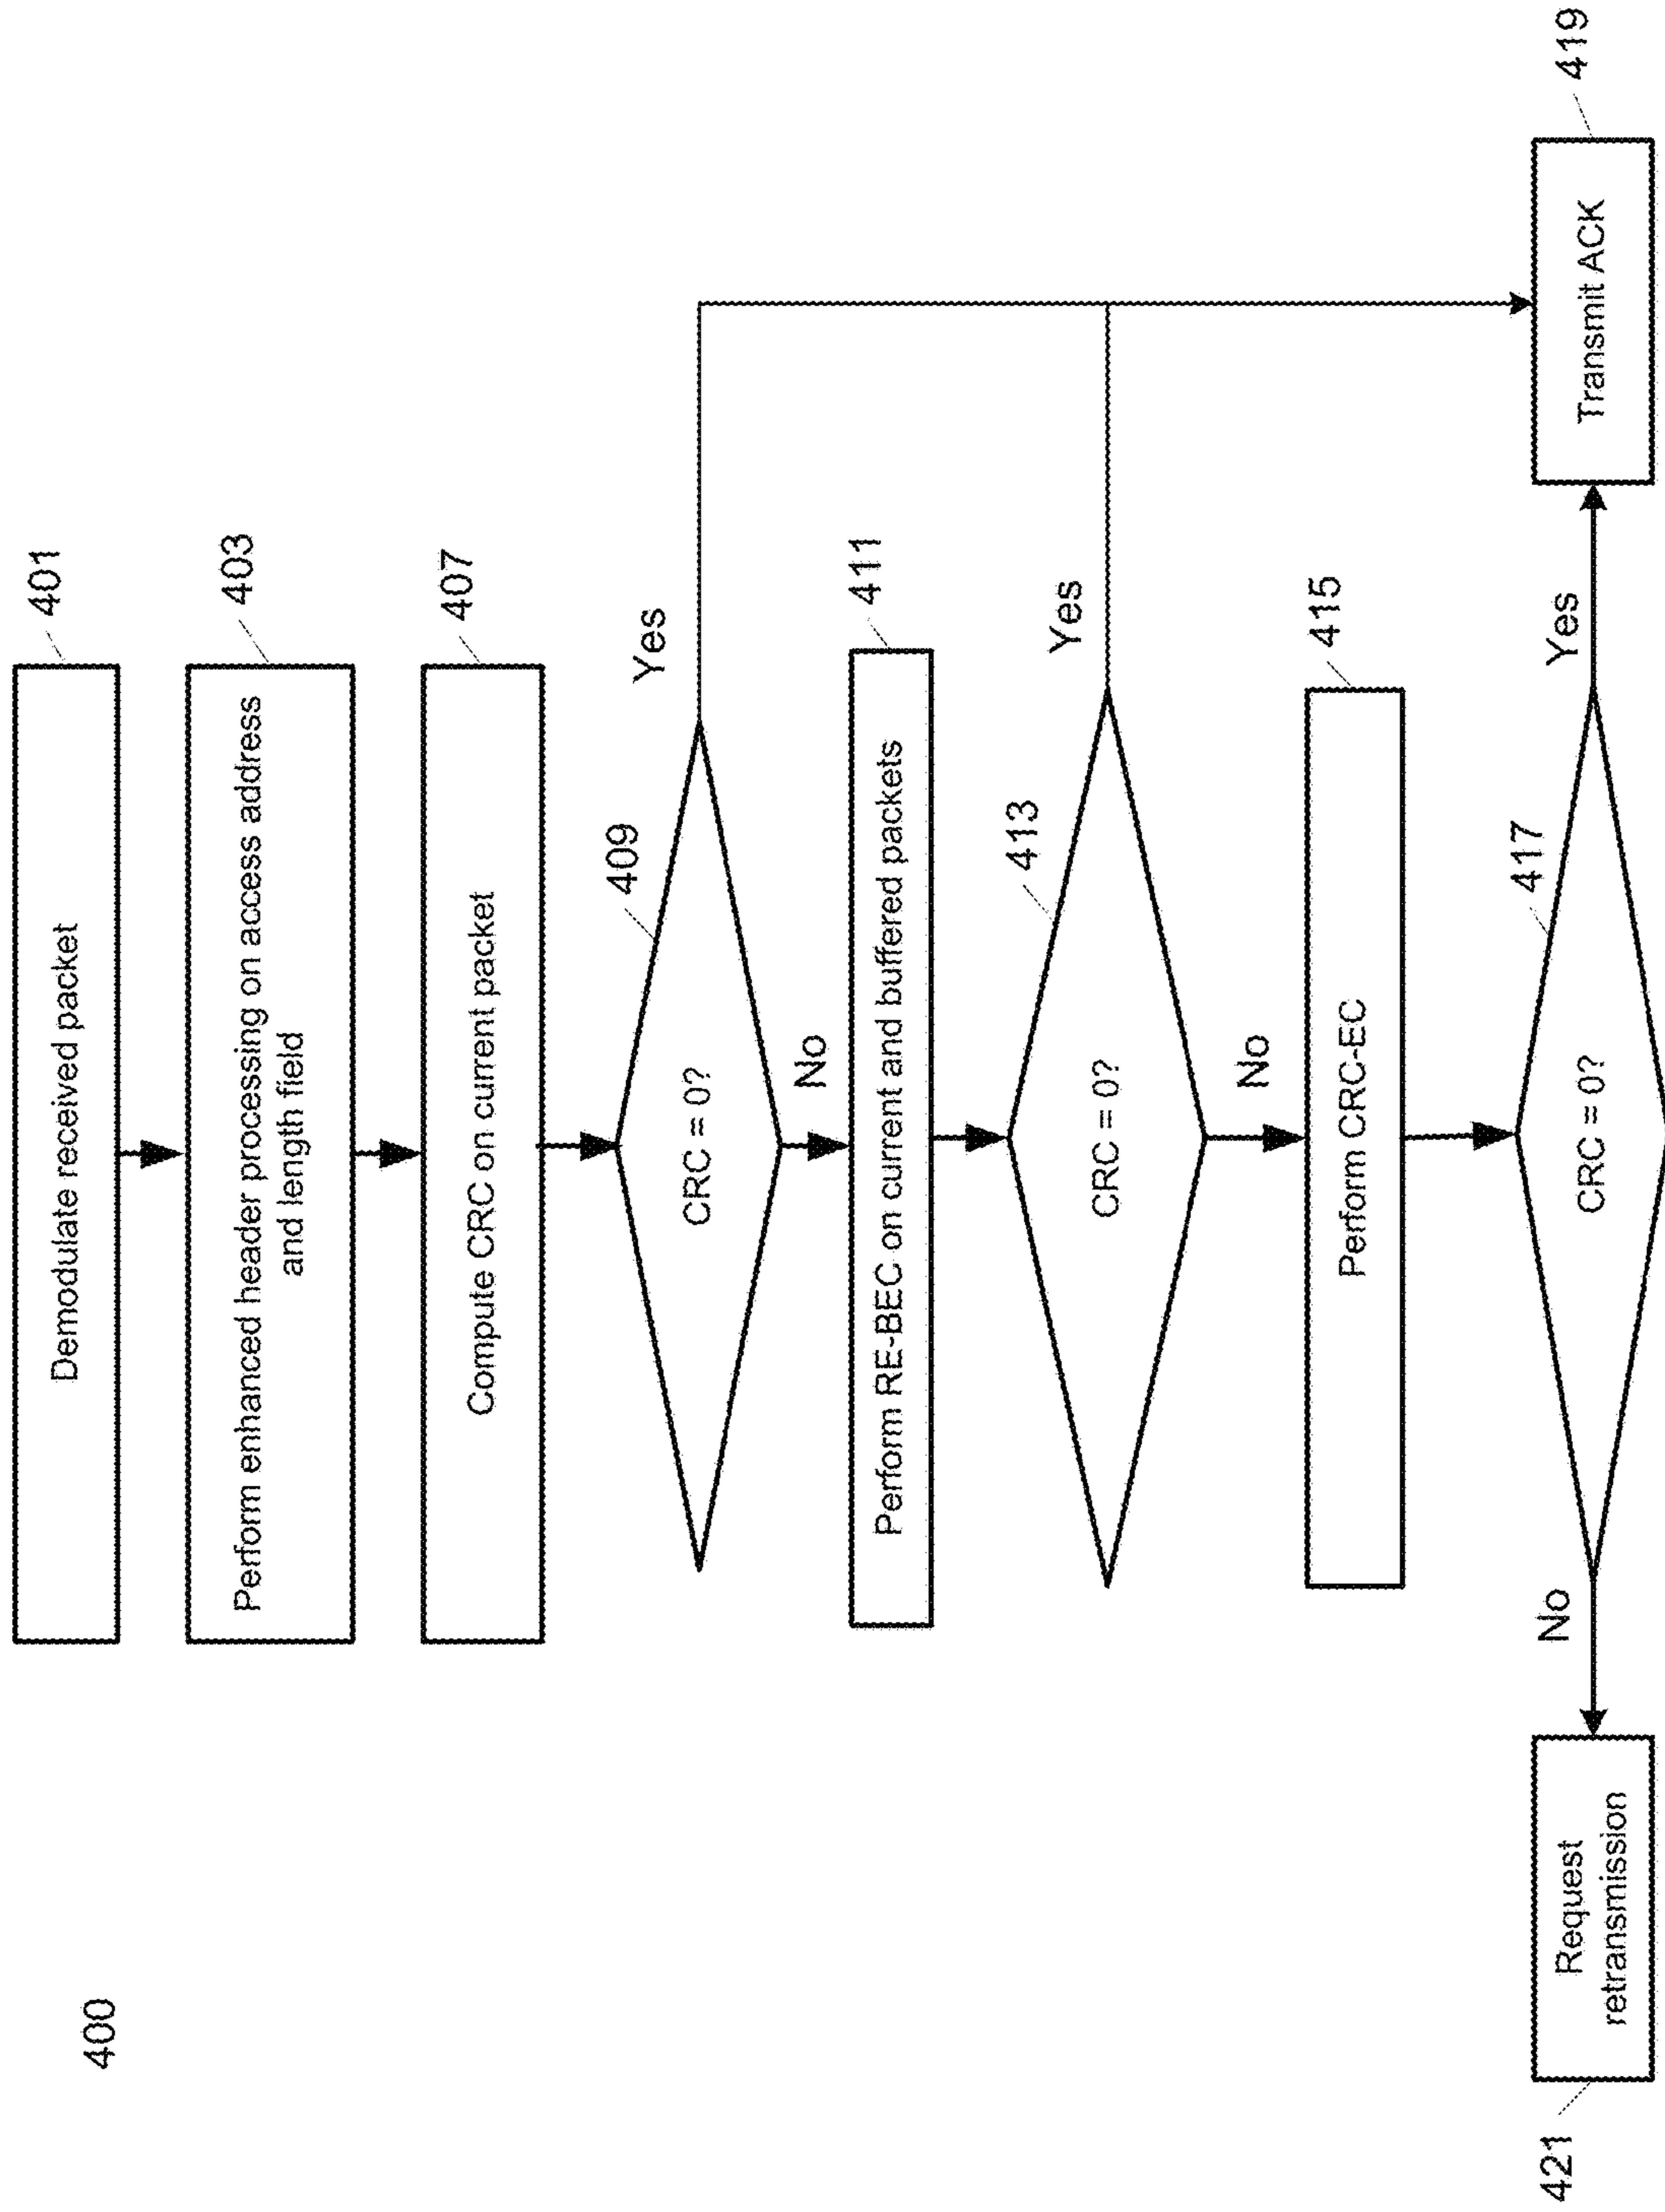 400
Demodulate received packet
401
Perform enhanced header processing on access address
and length field
403
Compute CRC on current packet
407
CRC = 0?
409
Yes
No
Perform RE-BEC on current and buffered packets
411
CRC = 0?
413
Yes
No
Perform CRC-EC
415
CRC = 0?
417
No
Yes
Request
retransmission
421
Transmit ACK
419